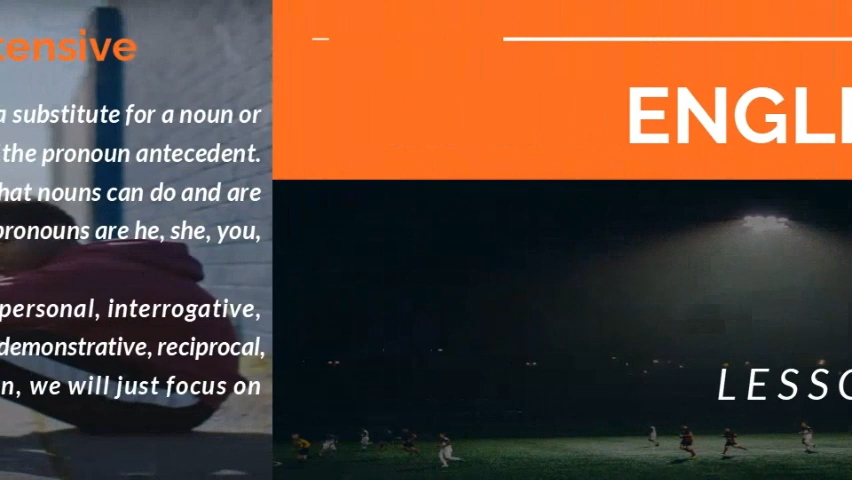 tensive
a substitute for a noun or
the pronoun antecedent.
hat nouns can do and are
pronouns are he, she, you,
personal, interrogative,
demonstrative, reciprocal,
n, we will just focus on
ENGLI
LESSO